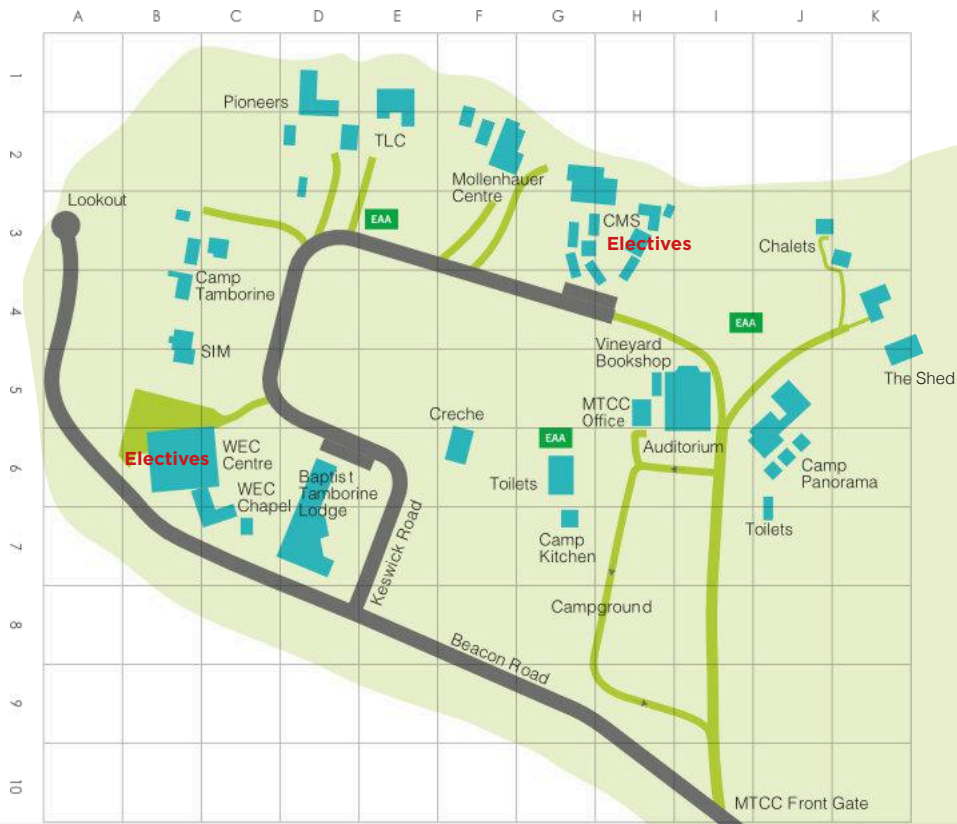 A B C D E F G H I J K
1
Pioneers
TLC
2
Mollenhauer
Centre
Lookout
EAA
3
CMS
Electives
Chalets
Camp
Tamborine
4
EAA
SIM
Vineyard
Bookshop
The Shed
5
Creche
MTCC
Office
EAA
Auditorium
Electives
WEC
Centre
6
Baptist
Tamborine
Lodge
Toilets
Camp
Panorama
WEC
Chapel
Toilets
7
Camp
Kitchen
Keswick Road
Campground
8
Beacon Road
9
10
MTCC Front Gate